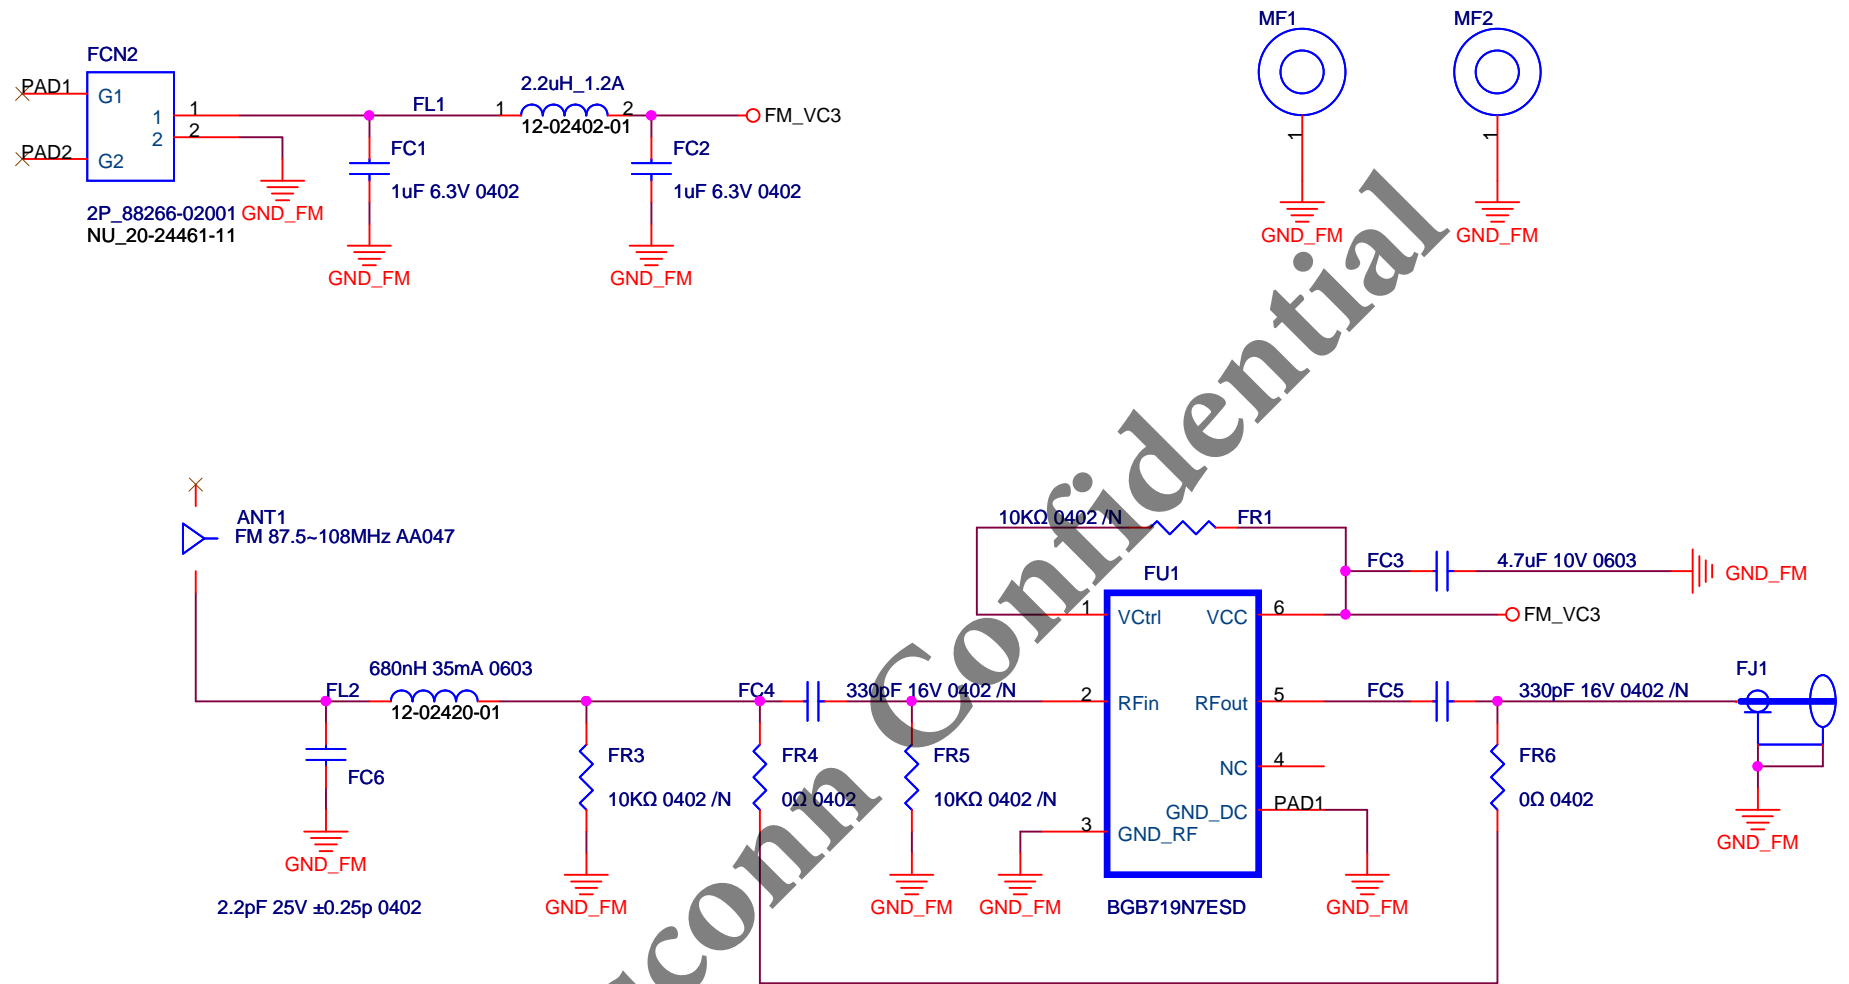 MF1
MF2
FCN2
PAD1
G1
1
1
2
2
PAD2
G2
2P_88266-02001
NU_20-24461-11
GND_FM
FL1
1
2.2uH_1.2A
2
12-02402-01
FM_VC3
FC1
1uF 6.3V 0402
GND_FM
FC2
1uF 6.3V 0402
GND_FM
1
GND_FM
1
GND_FM
ANT1
FM 87.5~108MHz AA047
10KΩ 0402 /N
FR1
FC3
4.7uF 10V 0603
GND_FM
FU1
1
VCtrl
VCC
6
FM_VC3
680nH 35mA 0603
FL2
12-02420-01
FC4
330pF 16V 0402 /N
2
RFin
RFout
5
FC5
330pF 16V 0402 /N
FJ1
FC6
GND_FM
2.2pF 25V ±0.25p 0402
FR3
10KΩ 0402 /N
GND_FM
FR4
0Ω 0402
FR5
10KΩ 0402 /N
GND_FM
NC
4
GND_DC
PAD1
3
GND_RF
GND_FM
BGB719N7ESD
GND_FM
FR6
0Ω 0402
GND_FM
Confidential